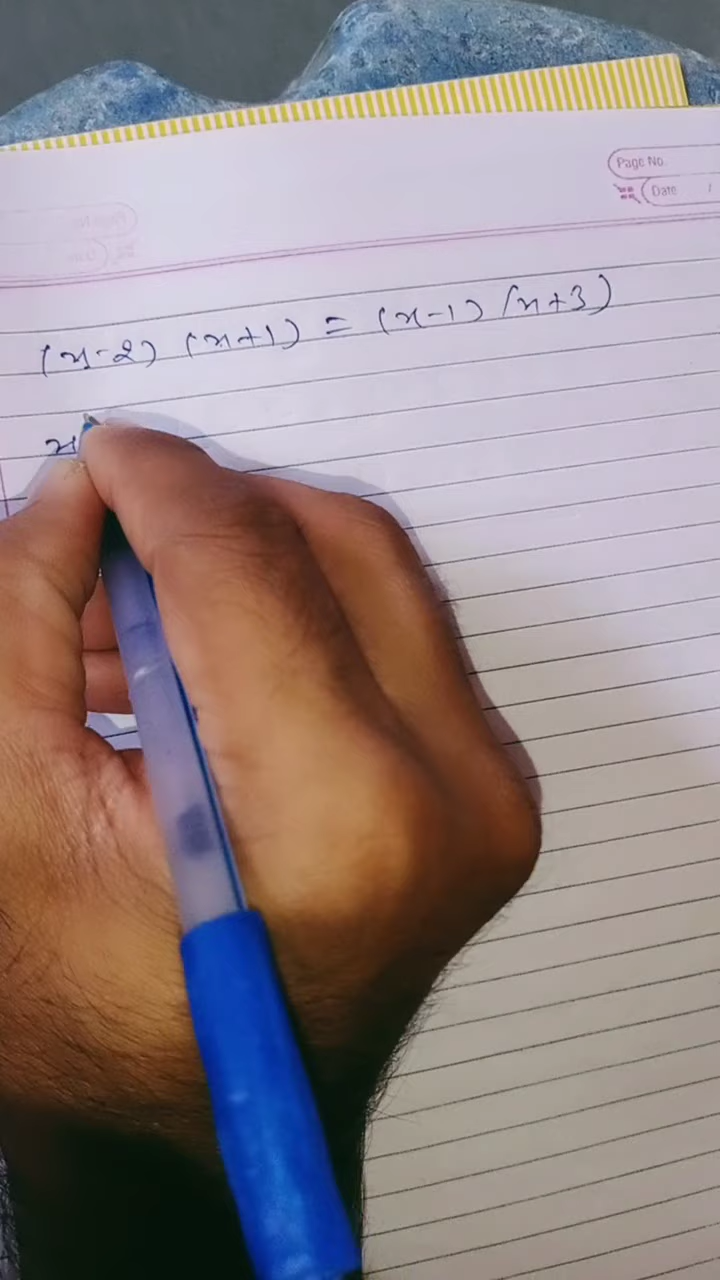 Page No.
Date /
(x-2) (x+1) = (x-1) (x+3)
x